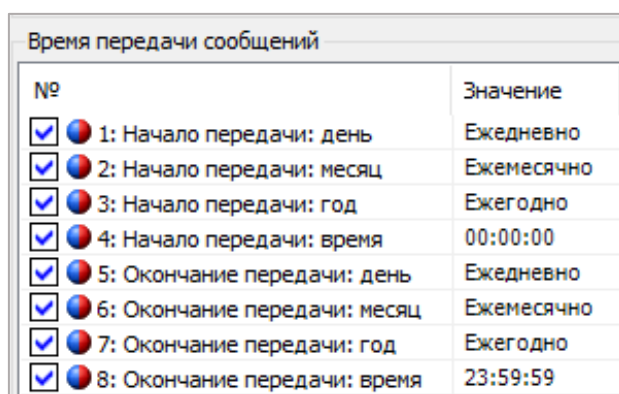 Время передачи сообщений
№ Значение
1: Начало передачи: день Ежедневно
2: Начало передачи: месяц Ежемесячно
3: Начало передачи: год Ежегодно
4: Начало передачи: время 00:00:00
5: Окончание передачи: день Ежедневно
6: Окончание передачи: месяц Ежемесячно
7: Окончание передачи: год Ежегодно
8: Окончание передачи: время 23:59:59